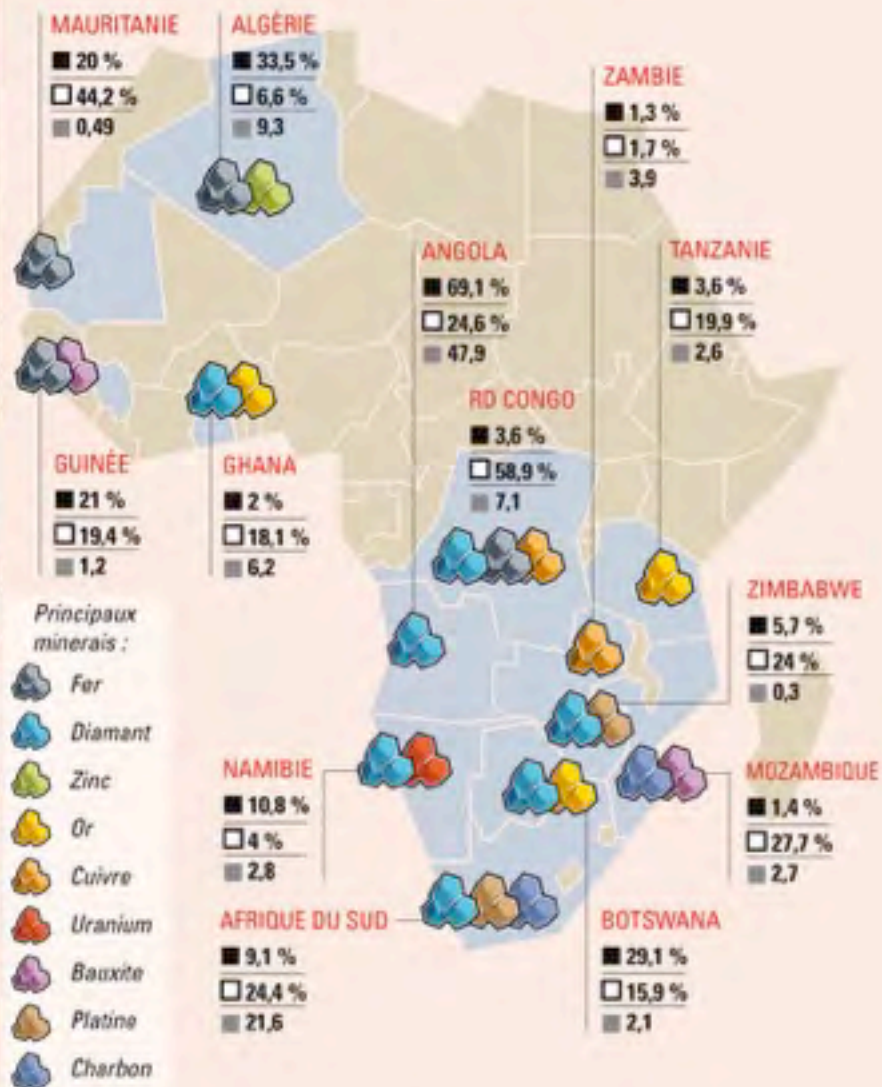 MAURITANIE
20 %
44,2 %
0,49
ALGÉRIE
33,5 %
6,6 %
9,3
ZAMBIE
1,3 %
1,7 %
3,9
ANGOLA
69,1 %
24,6 %
47,9
TANZANIE
3,6 %
19,9 %
2,6
RD CONGO
3,6 %
58,9 %
7,1
GUINÉE
21 %
19,4 %
1,2
GHANA
2 %
18,1 %
6,2
ZIMBABWE
5,7 %
24 %
0,3
Principaux
minerais :
Fer
Diamant
Zinc
Or
Cuivre
Uranium
Bauxite
Platine
Charbon
NAMIBIE
10,8 %
4 %
2,8
MOZAMBIQUE
1,4 %
27,7 %
2,7
AFRIQUE DU SUD
9,1 %
24,4 %
21,6
BOTSWANA
29,1 %
15,9 %
2,1